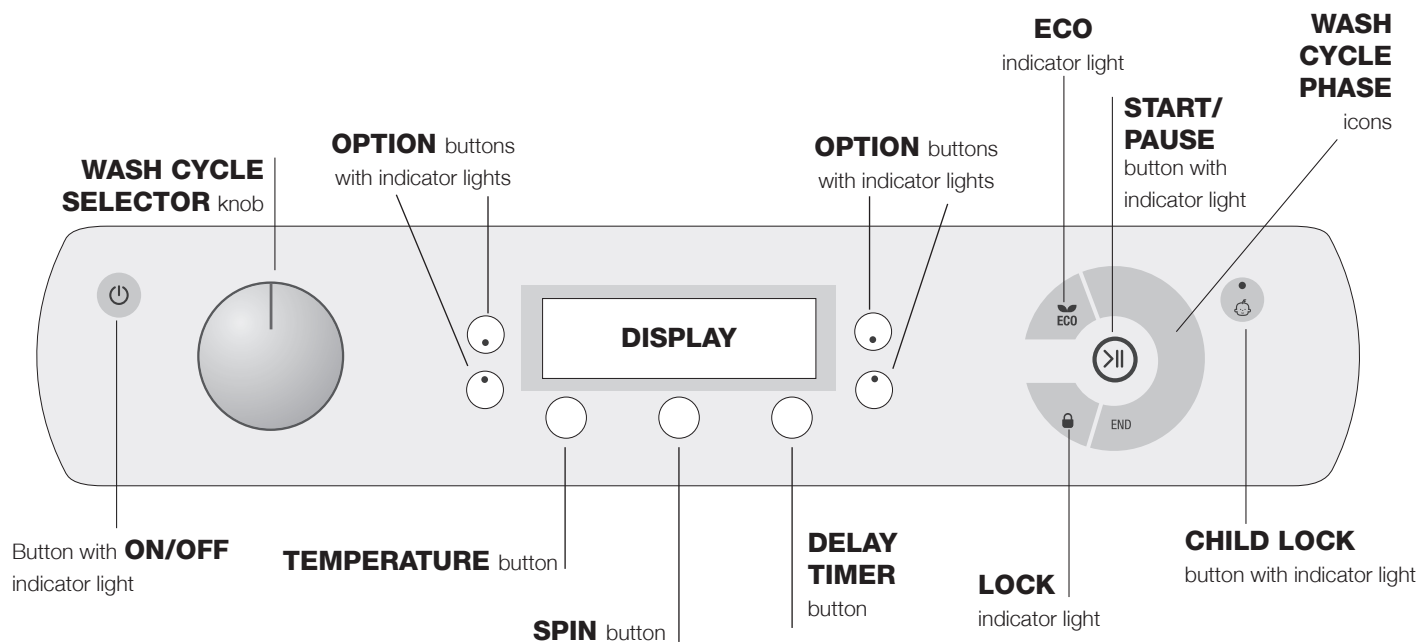 ECO
indicator light
WASH
CYCLE
PHASE
icons
START/
PAUSE
button with
indicator light
OPTION buttons
with indicator lights
OPTION buttons
with indicator lights
WASH CYCLE
SELECTOR knob
DISPLAY
ECO
END
Button with ON/OFF
indicator light
TEMPERATURE button
SPIN button
DELAY
TIMER
button
LOCK
indicator light
CHILD LOCK
button with indicator light